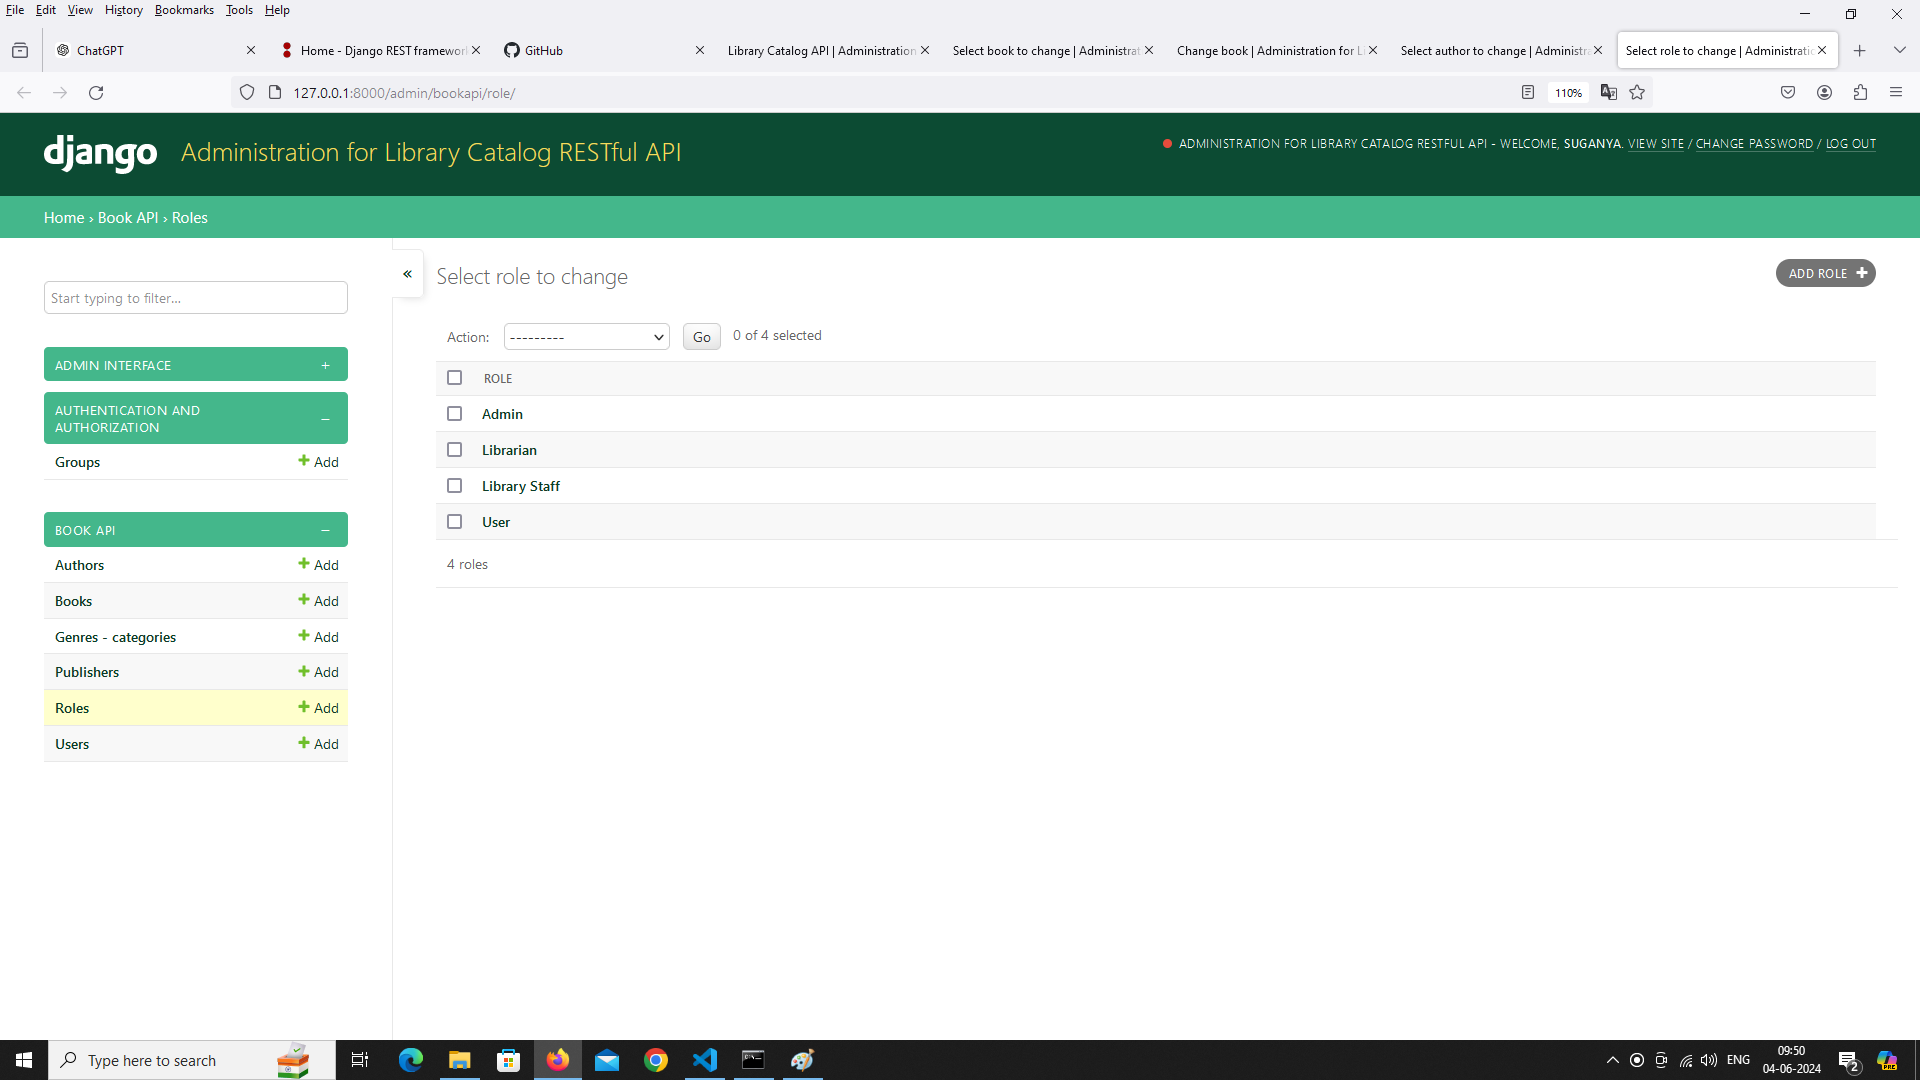 File Edit View History Bookmarks Tools Help
ChatGPT
Home - Django REST framework
GitHub
Library Catalog API | Administration
Select book to change | Administrat
Change book | Administration for Li
Select author to change | Administra
Select role to change | Administratio
127.0.0.1:8000/admin/bookapi/role/
110%
django
Administration for Library Catalog RESTful API
ADMINISTRATION FOR LIBRARY CATALOG RESTFUL API - WELCOME, SUGANYA. VIEW SITE / CHANGE PASSWORD / LOG OUT
Home › Book API › Roles
Start typing to filter...
ADMIN INTERFACE +
AUTHENTICATION AND
AUTHORIZATION –
Groups + Add
BOOK API –
Authors + Add
Books + Add
Genres - categories + Add
Publishers + Add
Roles + Add
Users + Add
«
Select role to change
ADD ROLE +
Action: --------- Go 0 of 4 selected
ROLE
Admin
Librarian
Library Staff
User
4 roles
Type here to search
ENG
09:50
04-06-2024
2
PRE